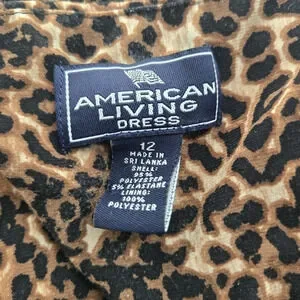 AMERICAN
LIVING
DRESS
12
MADE IN
SRI LANKA
SHELL:
95%
POLYESTER
5% ELASTANE
LINING:
100%
POLYESTER